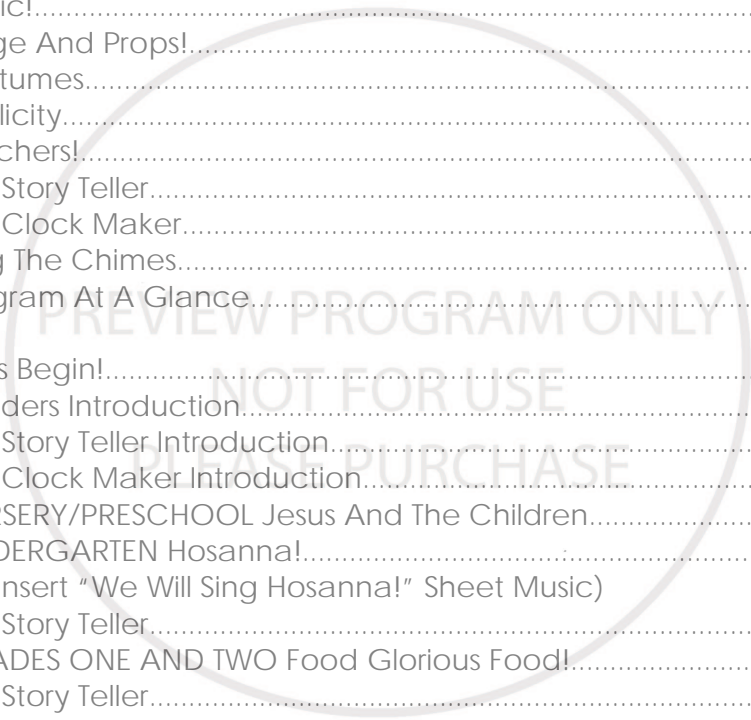 ic!
ge And Props!
tumes
licity
chers!
Story Teller
Clock Maker
g The Chimes
gram At A Glance
PREVIEW PROGRAM ONLY
s Begin!
NOT FOR USE
ders Introduction
Story Teller Introduction
PLEASE PURCHASE
Clock Maker Introduction
RSERY/PRESCHOOL Jesus And The Children
DERGARTEN Hosanna!
nsert “We Will Sing Hosanna!” Sheet Music)
Story Teller
ADES ONE AND TWO Food Glorious Food!
Story Teller